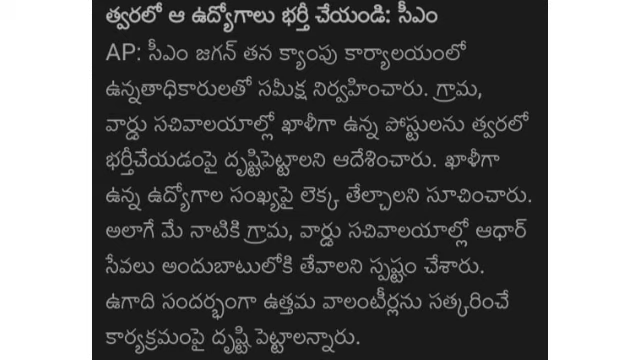 త్వరలో ఆ ఉద్యోగాలు భర్తీ చేయండి: సీఎం
AP: సీఎం జగన్ తన క్యాంపు కార్యాలయంలో
ఉన్నతాధికారులతో సమీక్ష నిర్వహించారు. గ్రామ,
వార్డు సచివాలయాల్లో ఖాళీగా ఉన్న పోస్టులను త్వరలో
భర్తీచేయడంపై దృష్టిపెట్టాలని ఆదేశించారు. ఖాళీగా
ఉన్న ఉద్యోగాల సంఖ్యపై లెక్క తేల్చాలని సూచించారు.
అలాగే మే నాటికి గ్రామ, వార్డు సచివాలయాల్లో ఆధార్
సేవలు అందుబాటులోకి తేవాలని స్పష్టం చేశారు.
ఉగాది సందర్భంగా ఉత్తమ వాలంటీర్లను సత్కరించే
కార్యక్రమంపై దృష్టి పెట్టాలన్నారు.